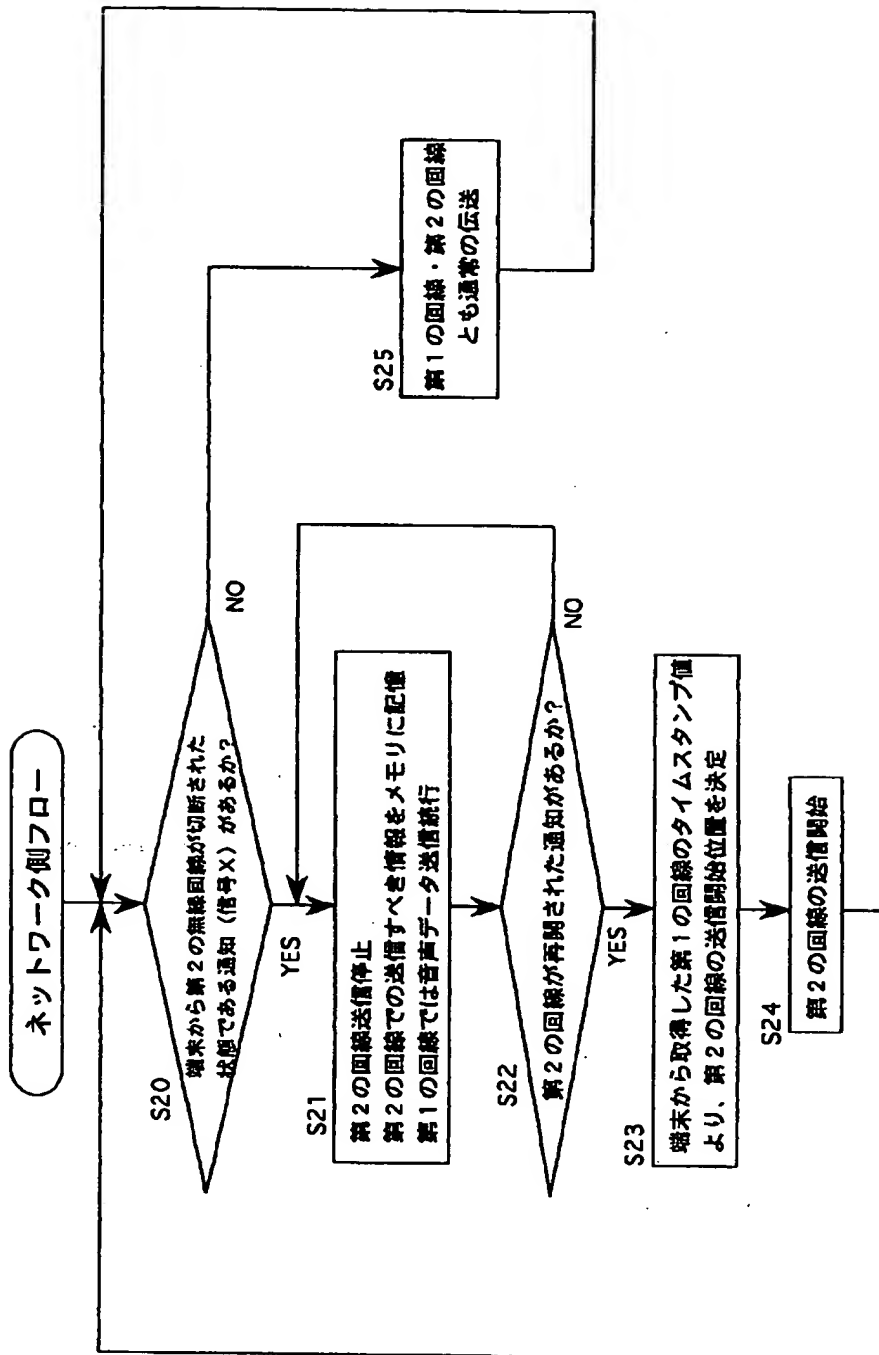 ネットワーク側フロー
S20
端末から第2の無線回線が切断された
状態である通知（信号X）があるか？
NO
YES
S25
第1の回線・第2の回線
とも通常の伝送
S21
第2の回線送信停止
第2の回線での送信すべき情報をメモリに記憶
第1の回線では音声データ送信続行
S22
第2の回線が再開された通知があるか？
NO
YES
S23
端末から取得した第1の回線のタイムスタンプ値
より、第2の回線の送信開始位置を決定
S24
第2の回線の送信開始